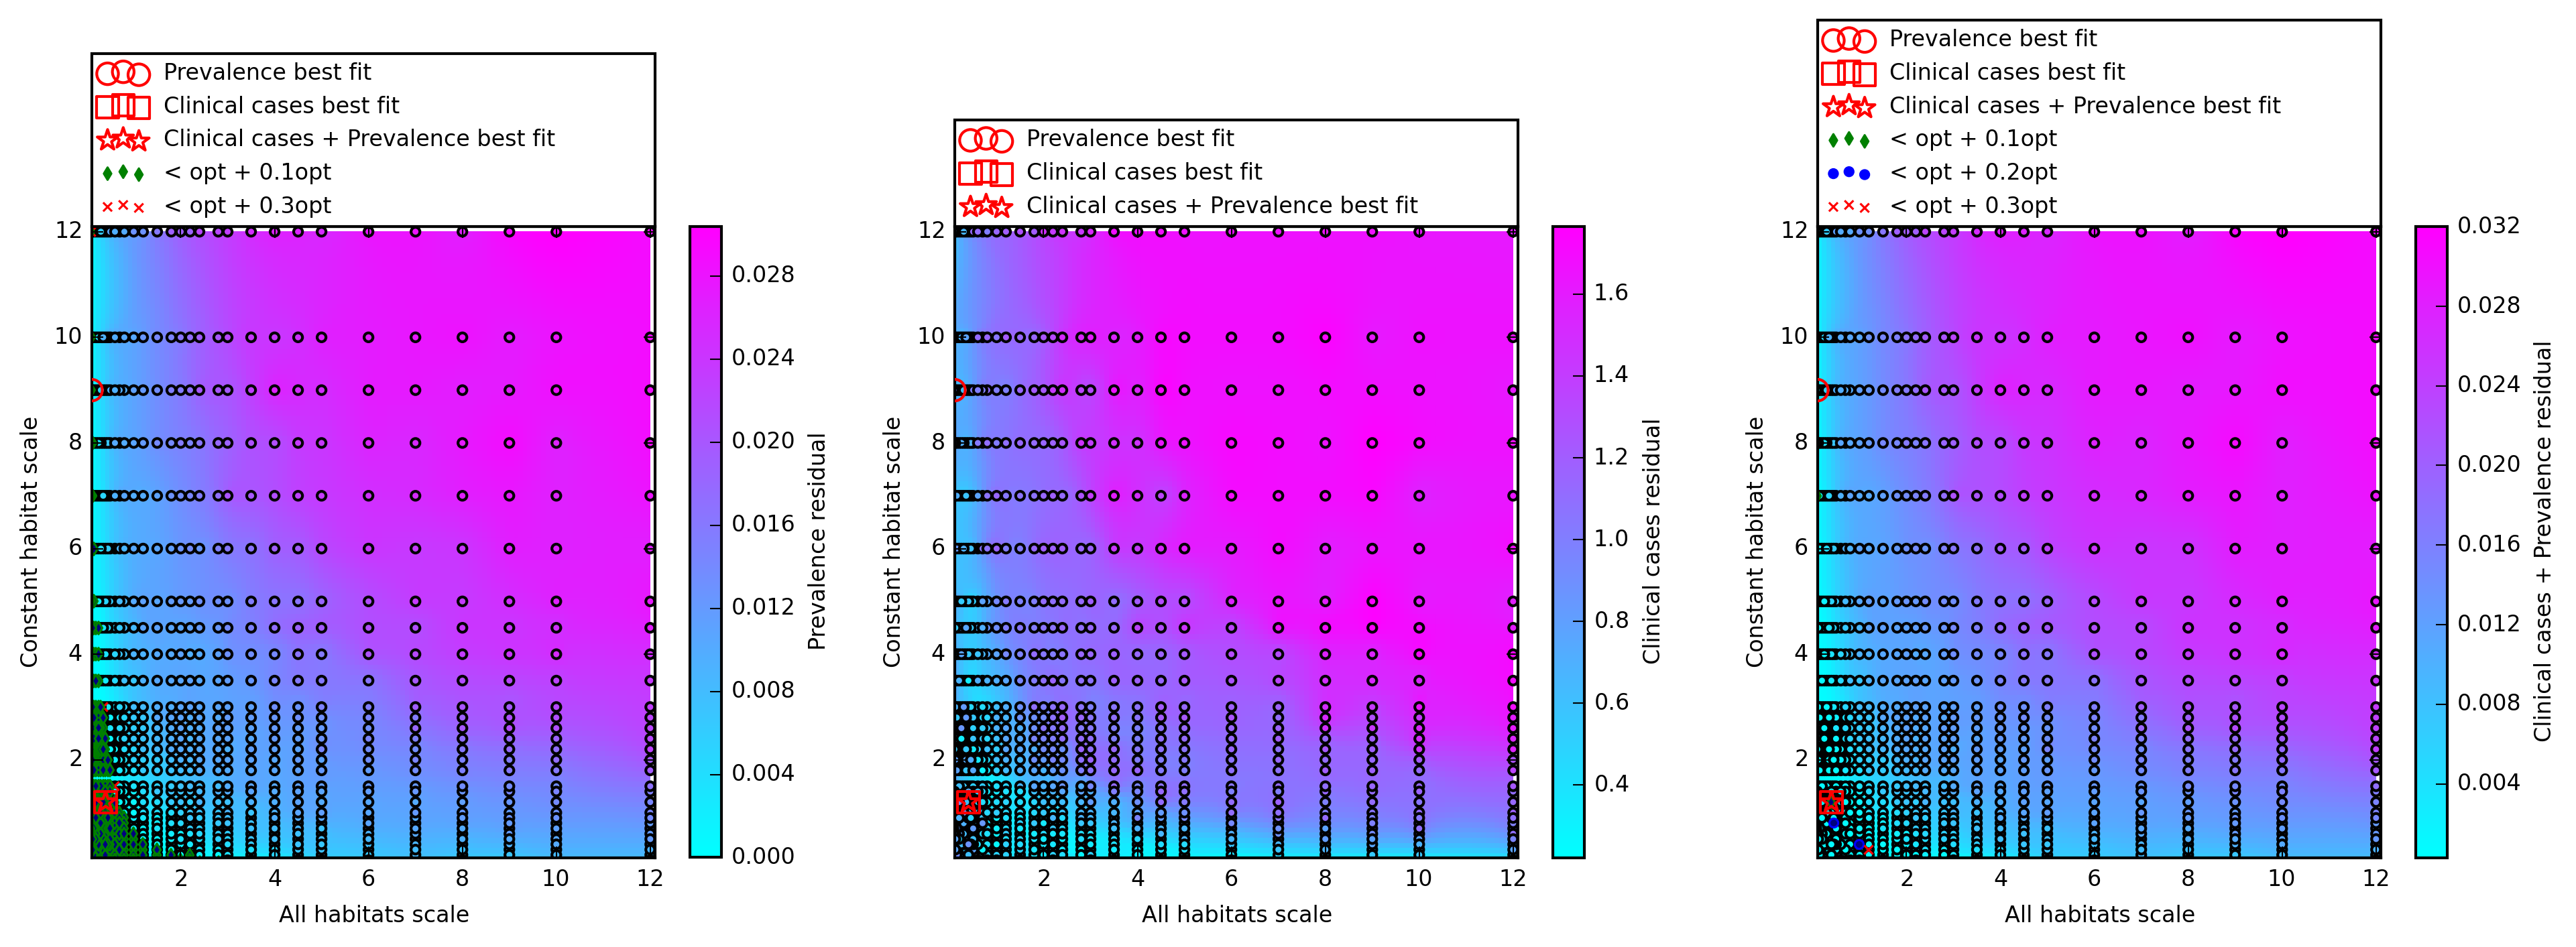 Prevalence best fit
Clinical cases best fit
Clinical cases + Prevalence best fit
< opt + 0.1opt
< opt + 0.3opt
12
10
8
6
4
2
2
4
6
8
10
12
Constant habitat scale
All habitats scale
0.028
0.024
0.020
0.016
0.012
0.008
0.004
0.000
Prevalence residual
Prevalence best fit
Clinical cases best fit
Clinical cases + Prevalence best fit
12
10
8
6
4
2
2
4
6
8
10
12
Constant habitat scale
All habitats scale
1.6
1.4
1.2
1.0
0.8
0.6
0.4
Clinical cases residual
Prevalence best fit
Clinical cases best fit
Clinical cases + Prevalence best fit
< opt + 0.1opt
< opt + 0.2opt
< opt + 0.3opt
12
10
8
6
4
2
2
4
6
8
10
12
Constant habitat scale
All habitats scale
0.032
0.028
0.024
0.020
0.016
0.012
0.008
0.004
Clinical cases + Prevalence residual